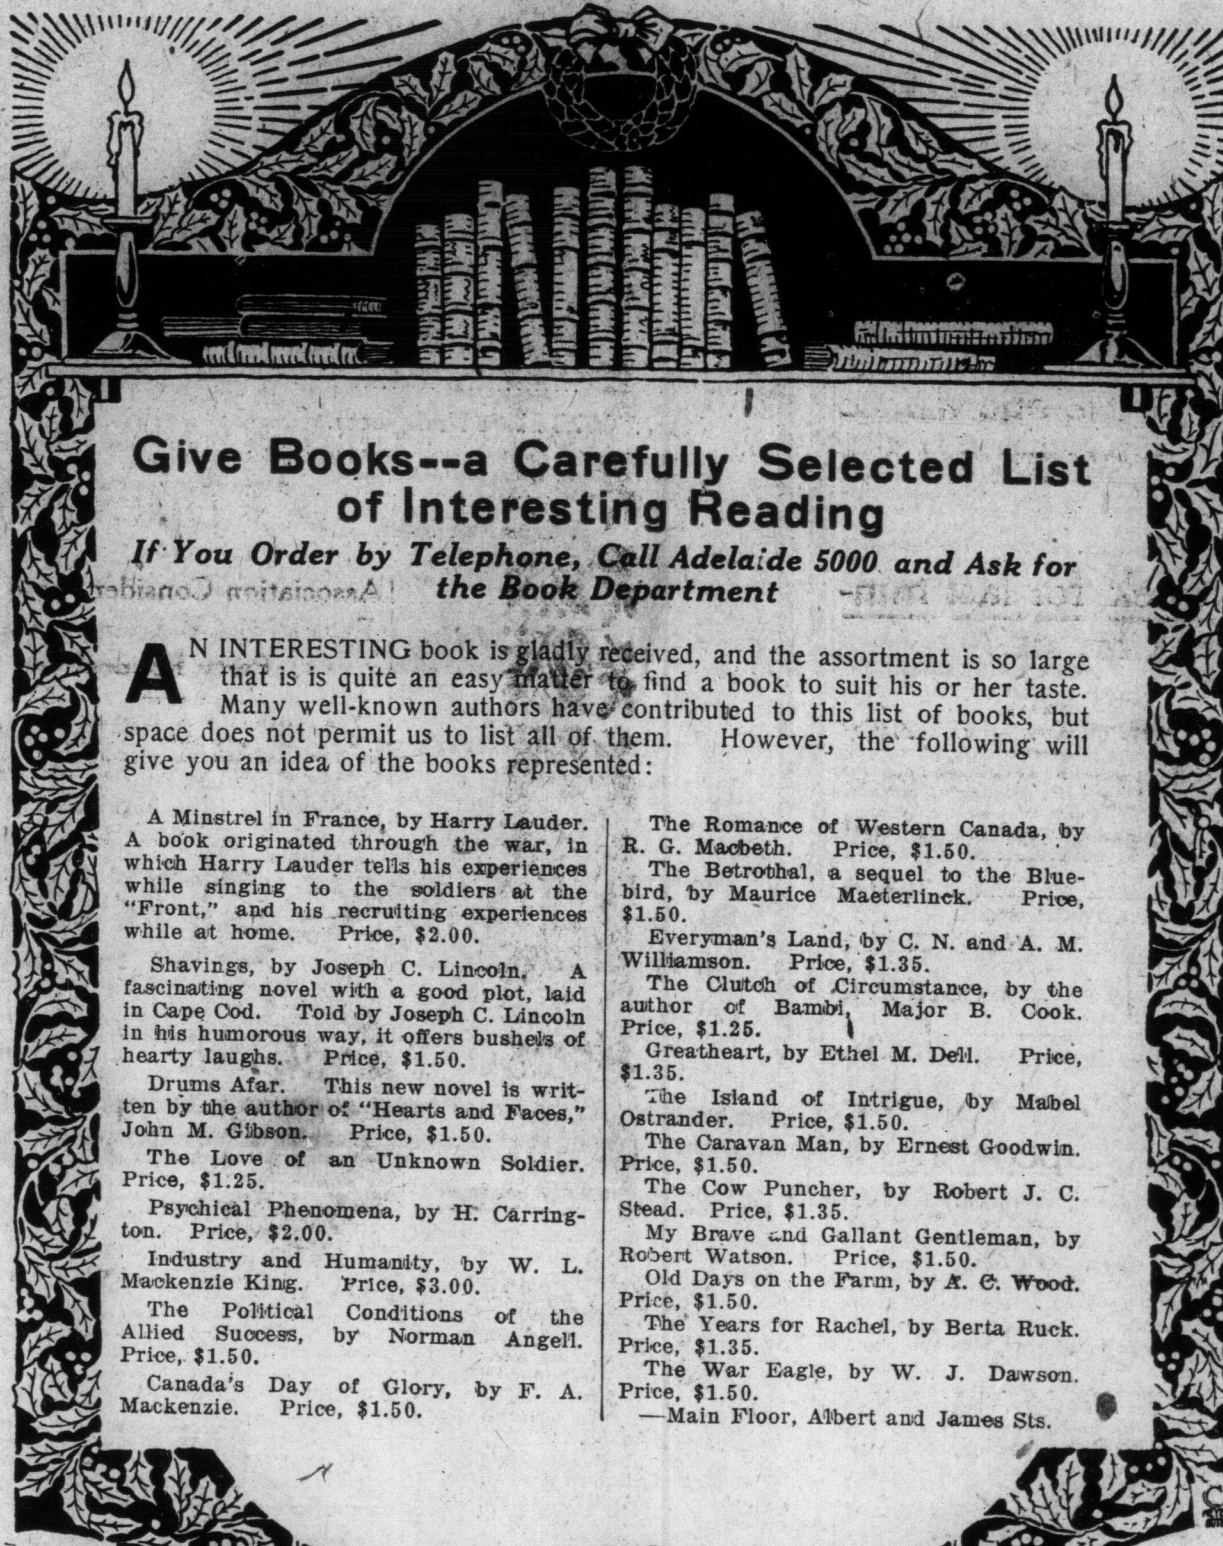 Give Books--a Carefully Selected List
of Interesting Reading
If You Order by Telephone, Call Adelaide 5000 and Ask for
the Book Department
AN INTERESTING book is gladly received, and the assortment is so large
that is is quite an easy matter to find a book to suit his or her taste.
Many well-known authors have contributed to this list of books, but
space does not permit us to list all of them. However, the following will
give you an idea of the books represented:
A Minstrel in France, by Harry Lauder.
A book originated through the war, in
which Harry Lauder tells his experiences
while singing to the soldiers at the
"Front," and his recruiting experiences
while at home. Price, $2.00.
Shavings, by Joseph C. Lincoln. A
fascinating novel with a good plot, laid
in Cape Cod. Told by Joseph C. Lincoln
in his humorous way, it offers bushels of
hearty laughs. Price, $1.50.
Drums Afar. This new novel is writ-
ten by the author of "Hearts and Faces,"
John M. Gibson. Price, $1.50.
The Love of an Unknown Soldier.
Price, $1.25.
Psychical Phenomena, by H. Carring-
ton. Price, $2.00.
Industry and Humanity, by W. L.
Mackenzie King. Price, $3.00.
The Political Conditions of the
Allied Success, by Norman Angell.
Price, $1.50.
Canada's Day of Glory, by F. A.
Mackenzie. Price, $1.50.
The Romance of Western Canada, by
R. G. Macbeth. Price, $1.50.
The Betrothal, a sequel to the Blue-
bird, by Maurice Maeterlinck. Price,
$1.50.
Everyman's Land, by C. N. and A. M.
Williamson. Price, $1.35.
The Clutch of Circumstance, by the
author of Bambi, Major B. Cook.
Price, $1.25.
Greatheart, by Ethel M. Dell. Price,
$1.35.
The Island of Intrigue, by Mabel
Ostrander. Price, $1.50.
The Caravan Man, by Ernest Goodwin.
Price, $1.50.
The Cow Puncher, by Robert J. C.
Stead. Price, $1.35.
My Brave and Gallant Gentleman, by
Robert Watson. Price, $1.50.
Old Days on the Farm, by A. C. Wood.
Price, $1.50.
The Years for Rachel, by Berta Ruck.
Price, $1.35.
The War Eagle, by W. J. Dawson.
Price, $1.50.
—Main Floor, Albert and James Sts.